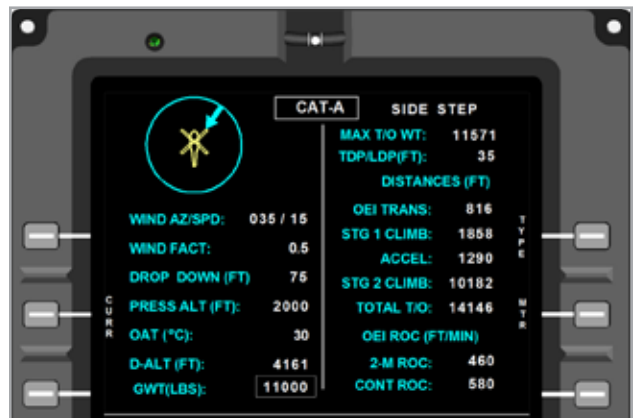 CAT-A SIDE STEP
WIND AZ/SPD: 035 / 15
WIND FACT: 0.5
DROP DOWN (FT) 75
PRESS ALT (FT): 2000
OAT (ºC): 30
D-ALT (FT): 4161
GWT(LBS): 11000
CURR
MAX T/O WT: 11571
TDP/LDP(FT): 35
DISTANCES (FT)
OEI TRANS: 816
STG 1 CLIMB: 1858
ACCEL: 1290
STG 2 CLIMB: 10182
TOTAL T/O: 14146
OEI ROC (FT/MIN)
2-M ROC: 460
CONT ROC: 580
TYPE
MTR